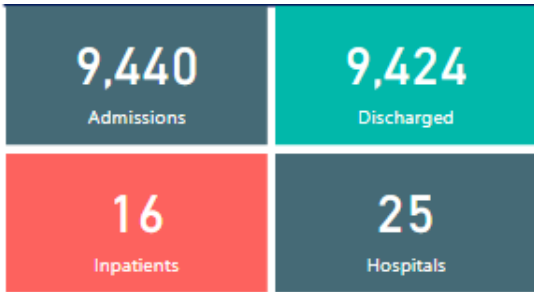 9,440
Admissions
9,424
Discharged
16
Inpatients
25
Hospitals